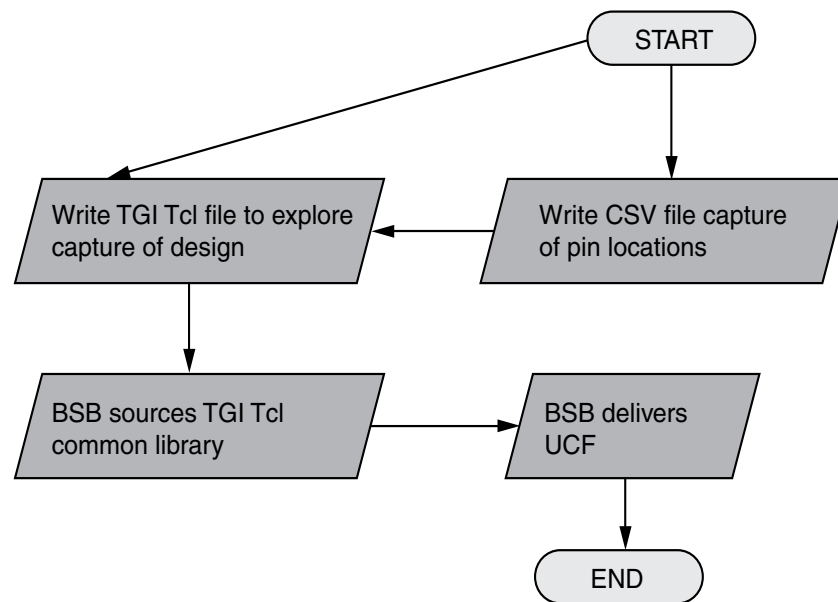 START
Write TGI Tcl file to explore
capture of design
Write CSV file capture
of pin locations
BSB sources TGI Tcl
common library
BSB delivers
UCF
END